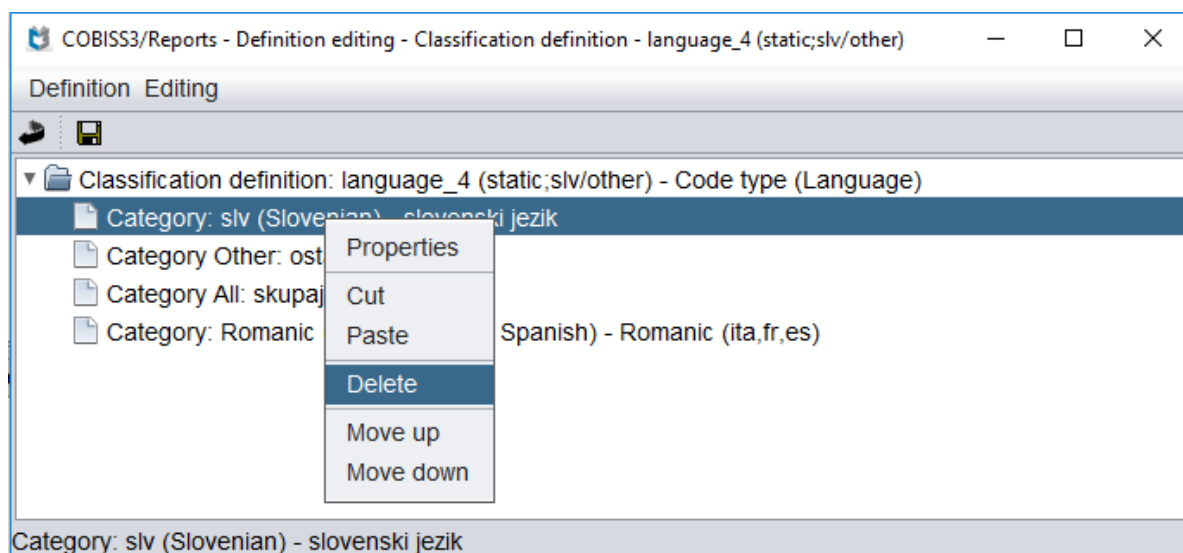 COBISS3/Reports - Definition editing - Classification definition - language_4 (static;slv/other)
Definition Editing
Classification definition: language_4 (static;slv/other) - Code type (Language)
Category: slv (Slovenian) - slovenski jezik
Category Other:
Category All: skupaj
Category: Romanic Spanish) - Romanic (ita,fr,es)
Properties
Cut
Paste
Delete
Move up
Move down
Category: slv (Slovenian) - slovenski jezik